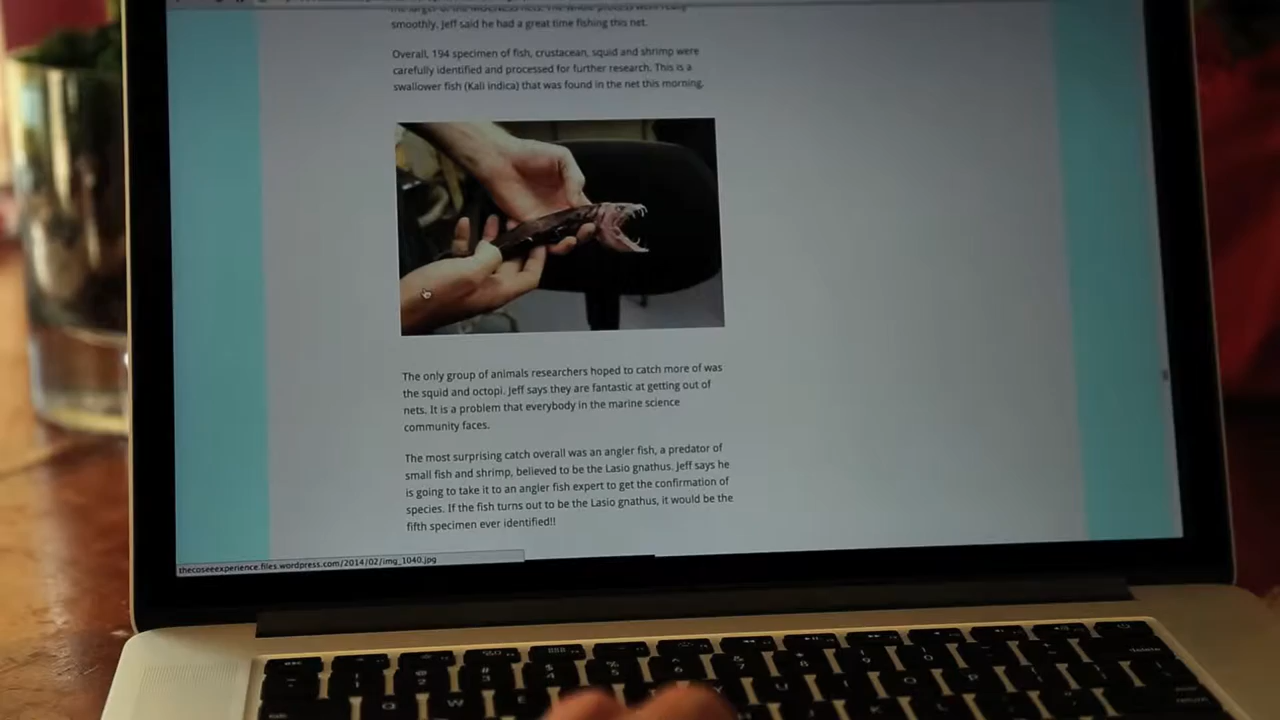 smoothly. Jeff said he had a great time fishing this net.
Overall, 194 specimen of fish, crustacean, squid and shrimp were
carefully identified and processed for further research. This is a
swallower fish (Kali indica) that was found in the net this morning.
The only group of animals researchers hoped to catch more of was
the squid and octopi. Jeff says they are fantastic at getting out of
nets. It is a problem that everybody in the marine science
community faces.
The most surprising catch overall was an angler fish, a predator of
small fish and shrimp, believed to be the Lasio gnathus. Jeff says he
is going to take it to an angler fish expert to get the confirmation of
species. If the fish turns out to be the Lasio gnathus, it would be the
fifth specimen ever identified!!
thecoseeexperience.files.wordpress.com/2014/02/img_1040.jpg